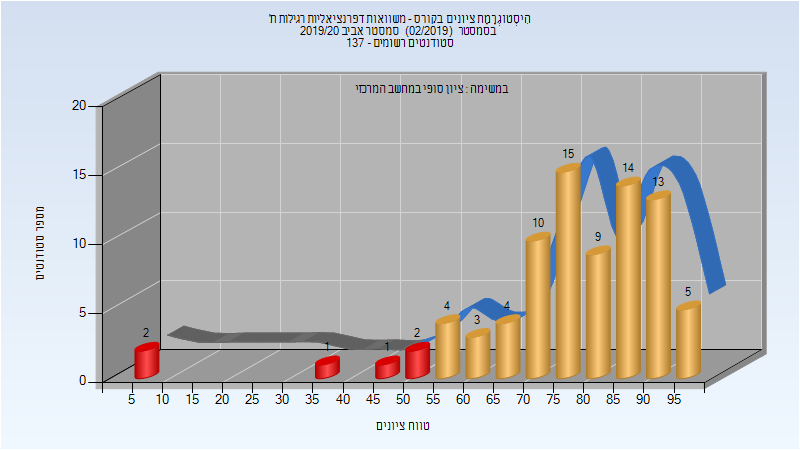 הִיסְטוֹגְרַמַת ציונים בקורס - משוואות דפרנציאליות רגילות ת'
בסמסטר (02/2019) סמסטר אביב 2019/20
סטודנטים רשומים - 137
במשימה : ציון סופי במחשב המרכזי
מספר סטודנטים
20
15
10
5
0
2
1
1
2
4
3
4
10
15
9
14
13
5
5 10 15 20 25 30 35 40 45 50 55 60 65 70 75 80 85 90 95
טווח ציונים